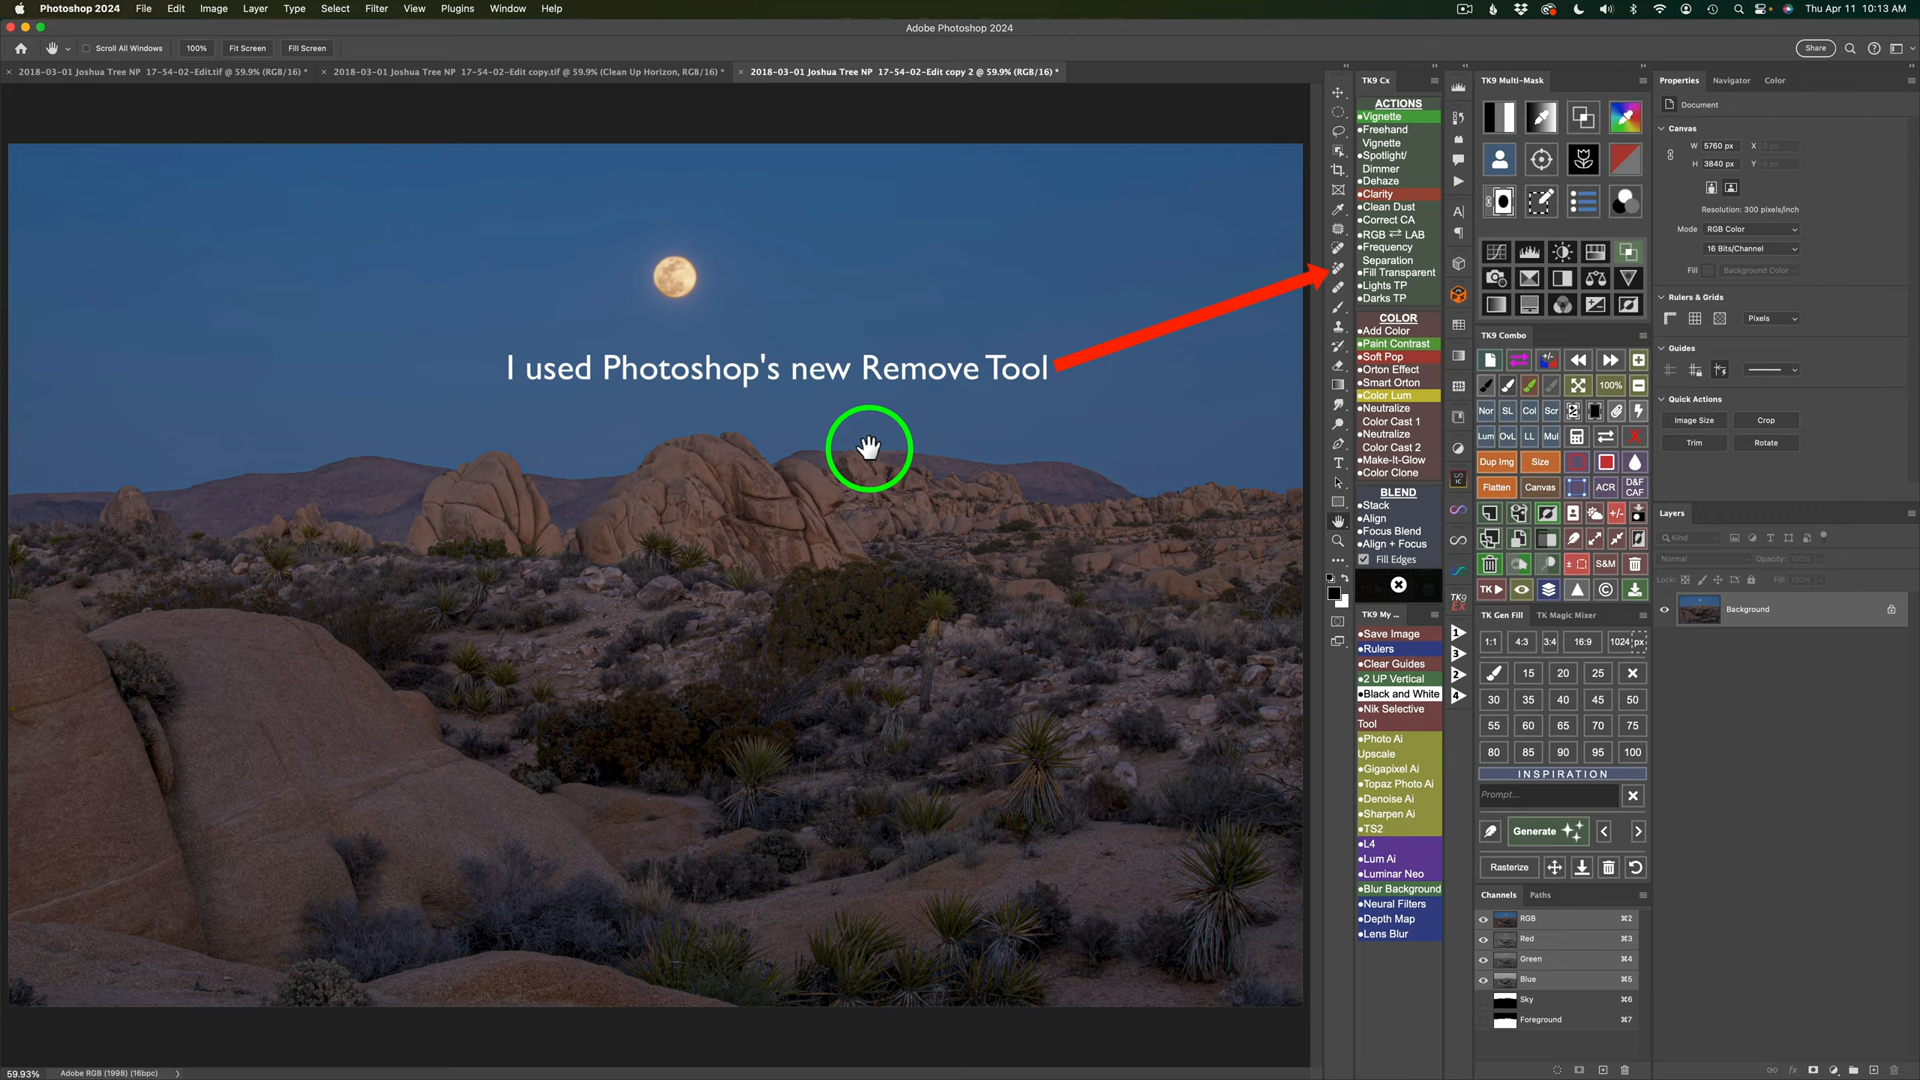 Photoshop 2024 File Edit Image Layer Type Select Filter View Plugins Window Help
Thu Apr 11 10:13 AM
Adobe Photoshop 2024
Scroll All Windows 100% Fit Screen Fill Screen
Share
2018-03-01 Joshua Tree NP 17-54-02-Edit.tif @ 59.9% (RGB/16) *
2018-03-01 Joshua Tree NP 17-54-02-Edit copy.tif @ 59.9% (Clean Up Horizon, RGB/16) *
2018-03-01 Joshua Tree NP 17-54-02-Edit copy 2 @ 59.9% (RGB/16) *
I used Photoshop's new Remove Tool
59.93% Adobe RGB (1998) (16bpc)
TK9 Cx
ACTIONS
●Vignette
●Freehand
Vignette
●Spotlight/
Dimmer
●Dehaze
●Clarity
●Clean Dust
●Correct CA
●RGB ⇄ LAB
●Frequency
Separation
●Fill Transparent
●Lights TP
●Darks TP
COLOR
●Add Color
●Paint Contrast
●Soft Pop
●Orton Effect
●Smart Orton
●Color Lum
●Neutralize
Color Cast 1
●Neutralize
Color Cast 2
●Make-It-Glow
●Color Clone
BLEND
●Stack
●Align
●Focus Blend
●Align + Focus
Fill Edges
TK9 My ...
●Save Image
●Rulers
●Clear Guides
●2 UP Vertical
●Black and White
●Nik Selective
Tool
●Photo Ai
Upscale
●Gigapixel Ai
●Topaz Photo Ai
●Denoise Ai
●Sharpen Ai
●TS2
●L4
●Lum Ai
●Luminar Neo
●Blur Background
●Neural Filters
●Depth Map
●Lens Blur
TK9
EX
1
3
2
4
TK9 Multi-Mask
TK9 Combo
100%
Nor SL Col Scr
Lum OvL LL Mul
Dup Img Size
Flatten Canvas ACR D&F
CAF
S&M
TK▶
TK Gen Fill TK Magic Mixer
1:1 4:3 3:4 16:9 1024 px
15 20 25
30 35 40 45 50
55 60 65 70 75
80 85 90 95 100
INSPIRATION
Prompt...
Generate
Rasterize
Channels Paths
RGB ⌘2
Red ⌘3
Green ⌘4
Blue ⌘5
Sky ⌘6
Foreground ⌘7
Properties Navigator Color
Document
Canvas
W 5760 px X 0 px
H 3840 px Y 0 px
Resolution: 300 pixels/inch
Mode RGB Color
16 Bits/Channel
Fill Background Color
Rulers & Grids
Pixels
Guides
Quick Actions
Image Size Crop
Trim Rotate
Layers
Kind
Normal Opacity: 100%
Lock: Fill: 100%
Background